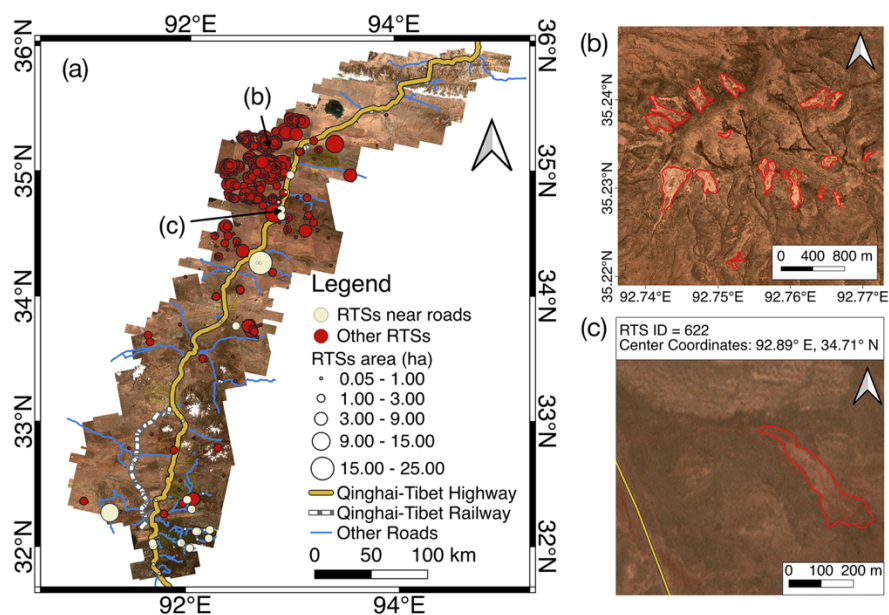 92°E
94°E
36°N
36°N
(a)
(b)
35°N
35°N
(c)
34°N
34°N
33°N
33°N
32°N
32°N
92°E
94°E
Legend
RTSs near roads
Other RTSs
RTSs area (ha)
0.05 - 1.00
1.00 - 3.00
3.00 - 9.00
9.00 - 15.00
15.00 - 25.00
Qinghai-Tibet Highway
Qinghai-Tibet Railway
Other Roads
0 50 100 km
(b)
35.24°N
35.23°N
35.22°N
0 400 800 m
92.74°E 92.75°E 92.76°E 92.77°E
(c)
RTS ID = 622
Center Coordinates: 92.89° E, 34.71° N
0 100 200 m